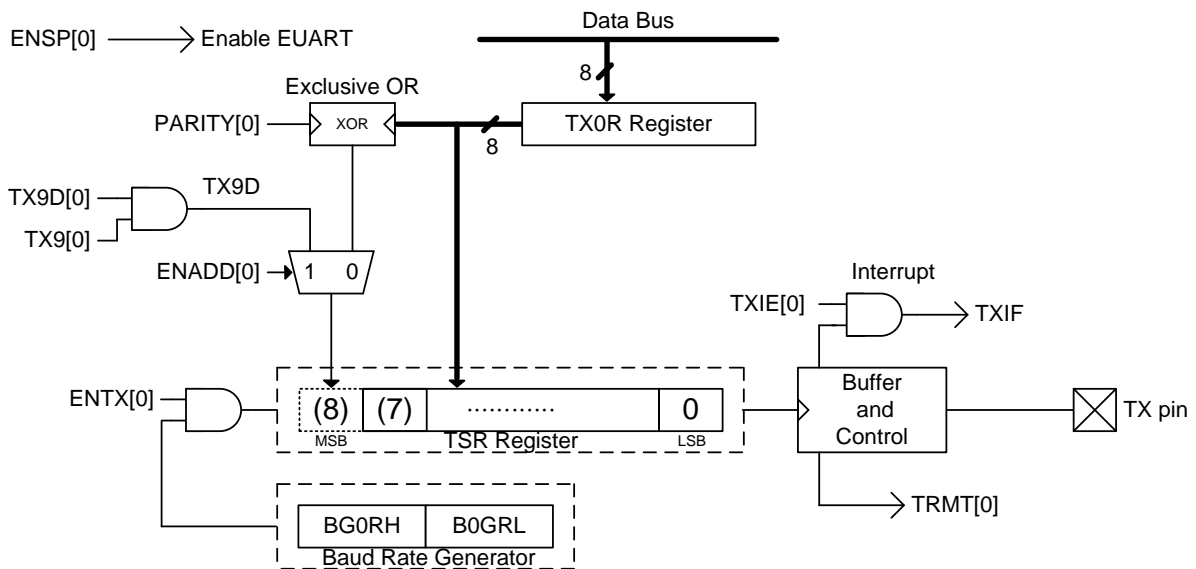 Data Bus
ENSP[0]
Enable EUART
8
Exclusive OR
PARITY[0]
XOR
TX0R Register
8
TX9D[0]
TX9D
TX9[0]
ENADD[0]
1 0
Interrupt
TXIE[0]
TXIF
ENTX[0]
(8)
(7)
............
0
MSB
TSR Register
LSB
Buffer
and
Control
TX pin
TRMT[0]
BG0RH
B0GRL
Baud Rate Generator